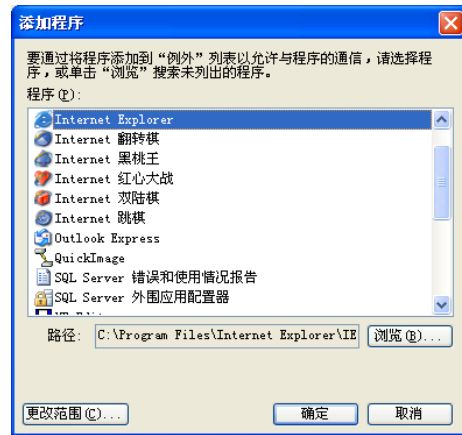 添加程序
要通过将程序添加到“例外”列表以允许与程序的通信，请选择程
序，或单击“浏览”搜索未列出的程序。
程序(P):
Internet Explorer
Internet 翻转棋
Internet 黑桃王
Internet 红心大战
Internet 双陆棋
Internet 跳棋
Outlook Express
QuickImage
SQL Server 错误和使用情况报告
SQL Server 外围应用配置器
路径: C:\Program Files\Internet Explorer\IE 浏览(B)...
更改范围(C)... 确定 取消